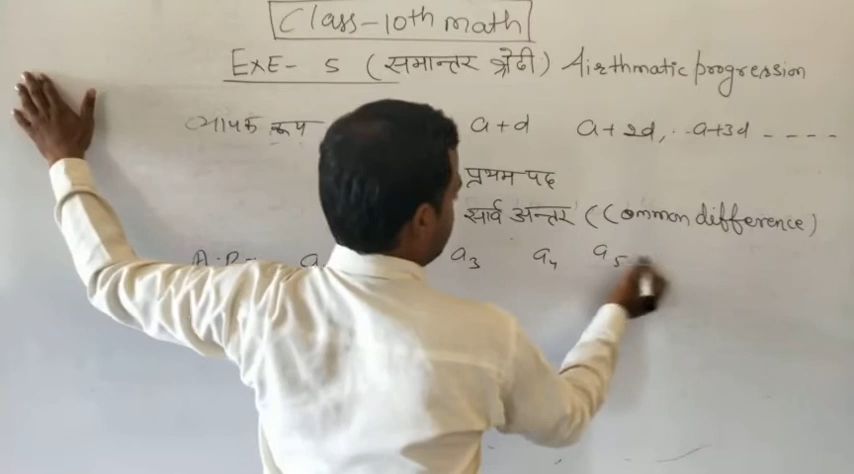 Class-10th math
EXE- 5 (समान्तर श्रेढी) Airthmatic progression
व्यापक रूप a+d a+2d, . . a+3d - - - -
प्रथम पद
सार्व अन्तर (Common difference)
A.P- a a₃ a₄ a₅